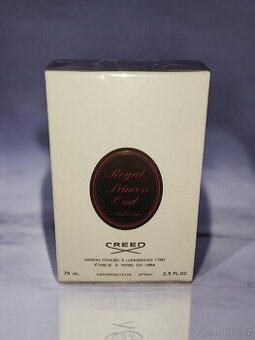 Royal
Princess
Oud
CREED
MAISON FONDÉE À LONDRES EN 1760
ÉTABLIE À PARIS EN 1854
75 ML. VAPORISATEUR SPRAY 2,5 FL.OZ